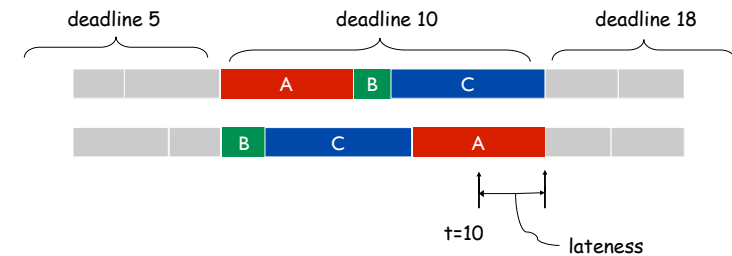 deadline 5 deadline 10 deadline 18
A B C
B C A
t=10
lateness